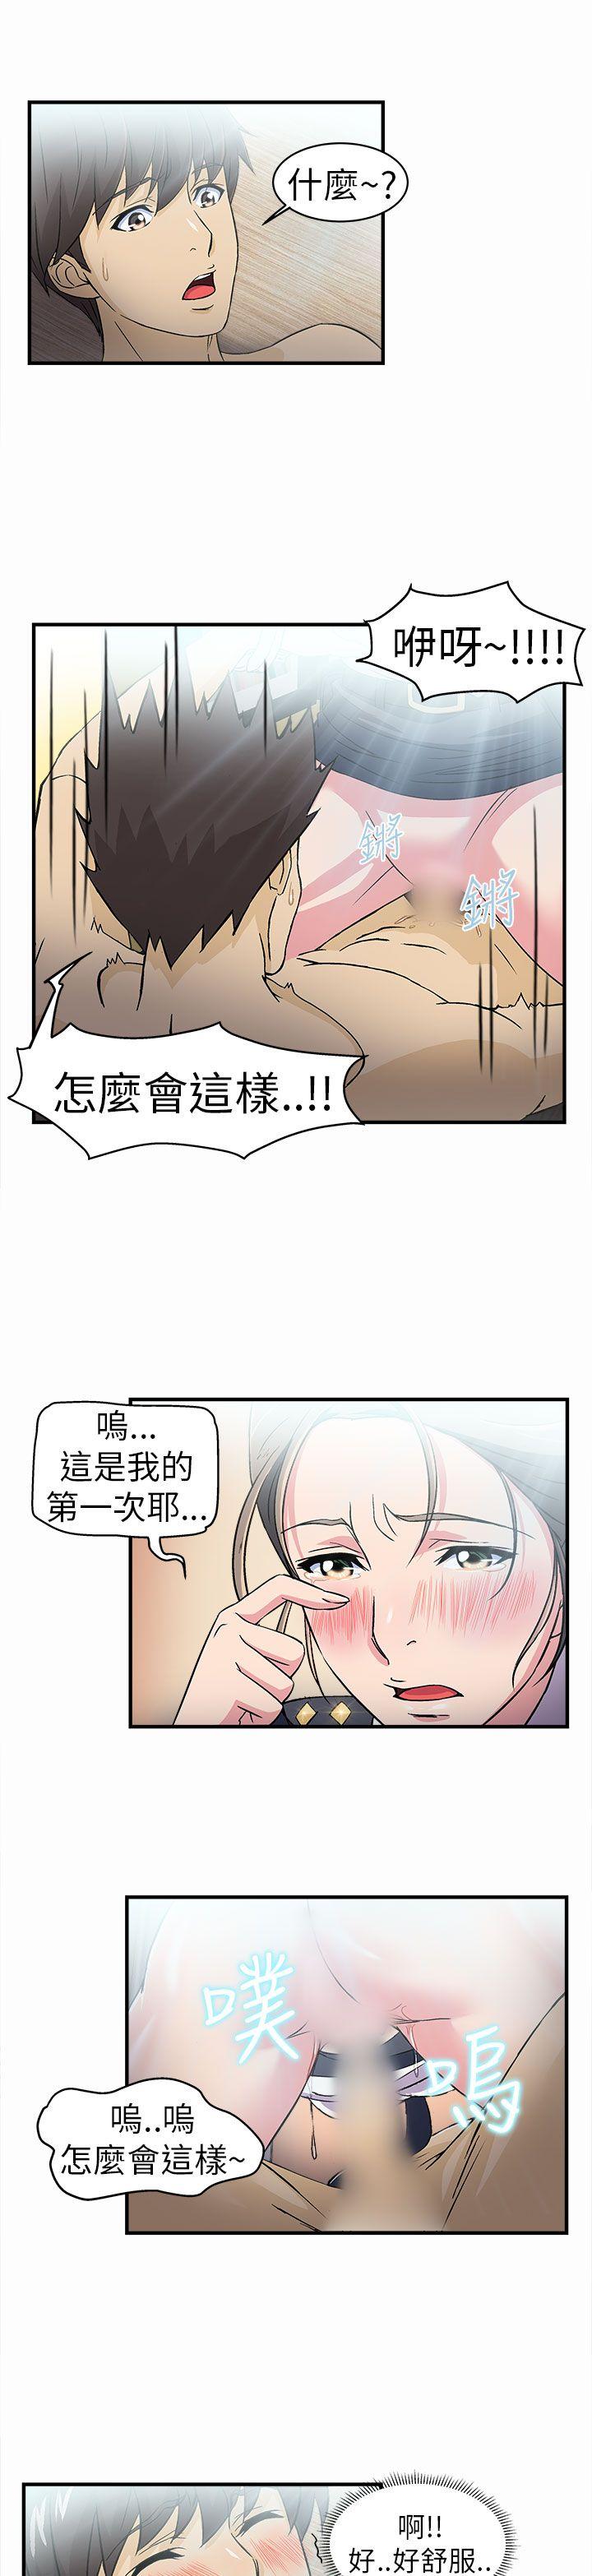 什麼~?
咿呀~!!!!
鏘
鏘
怎麼會這樣..!!
嗚...
這是我的
第一次耶...
噗
嗚
嗚..嗚
怎麼會這樣~
啊!!
好..好舒服..